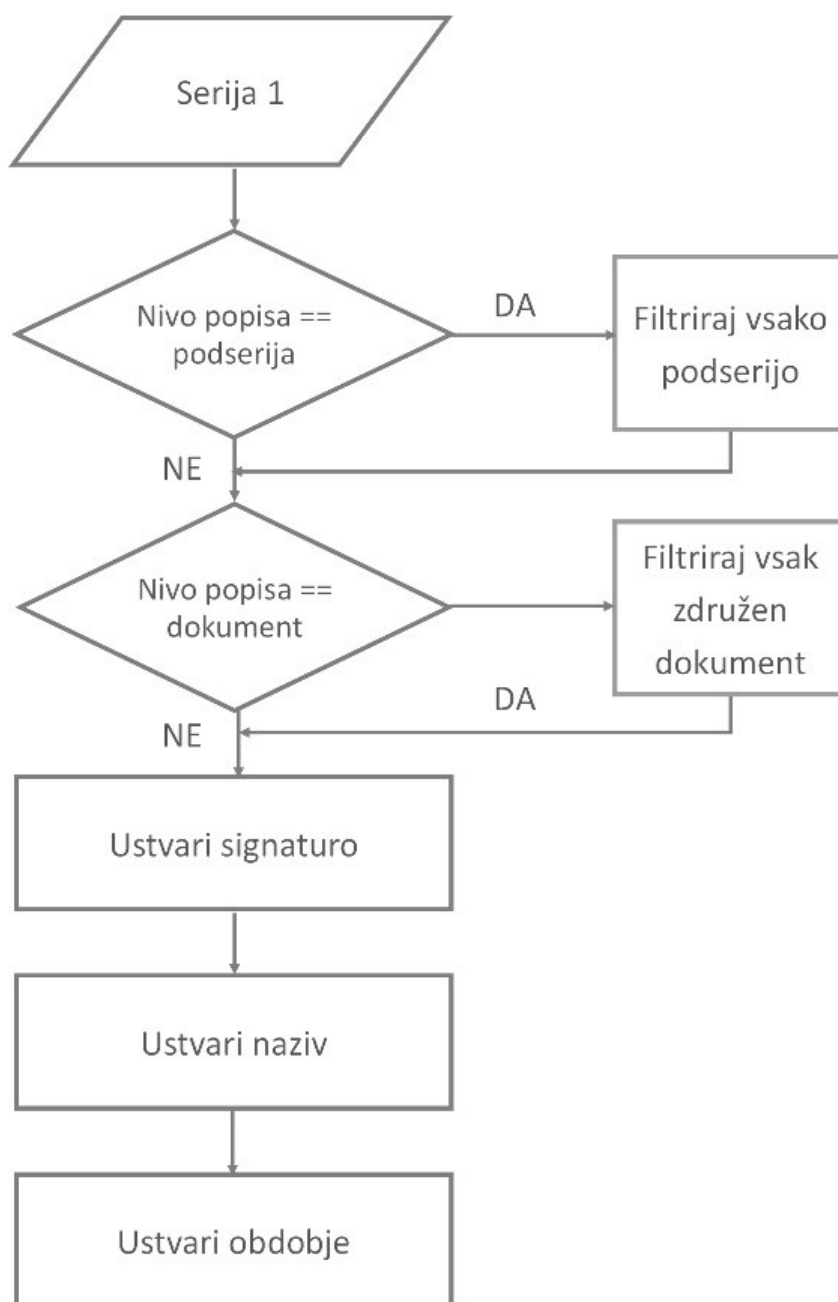 Serija 1
Nivo popisa ==
podserija
DA
Filtriraj vsako
podserijo
NE
Nivo popisa ==
dokument
Filtriraj vsak
združen
dokument
DA
NE
Ustvari signaturo
Ustvari naziv
Ustvari obdobje